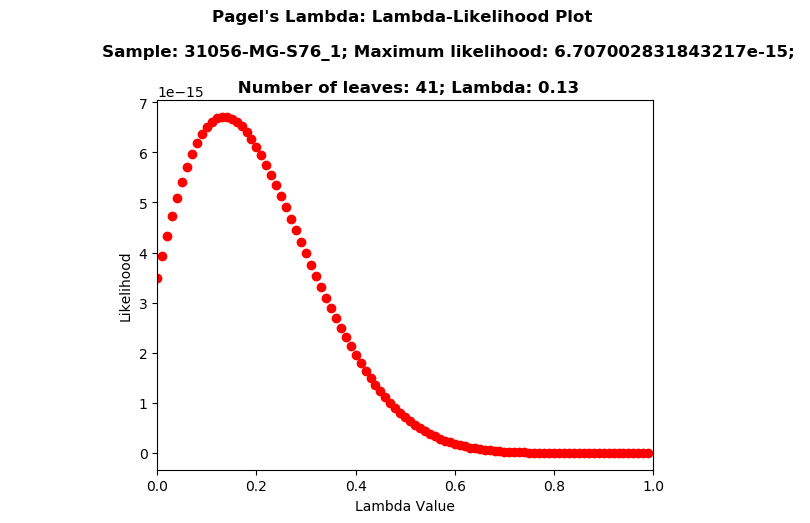 Pagel's Lambda: Lambda-Likelihood Plot
Sample: 31056-MG-S76_1; Maximum likelihood: 6.707002831843217e-15;
Number of leaves: 41; Lambda: 0.13
1e−15
7
6
5
4
3
2
1
0
Likelihood
0.0 0.2 0.4 0.6 0.8 1.0
Lambda Value